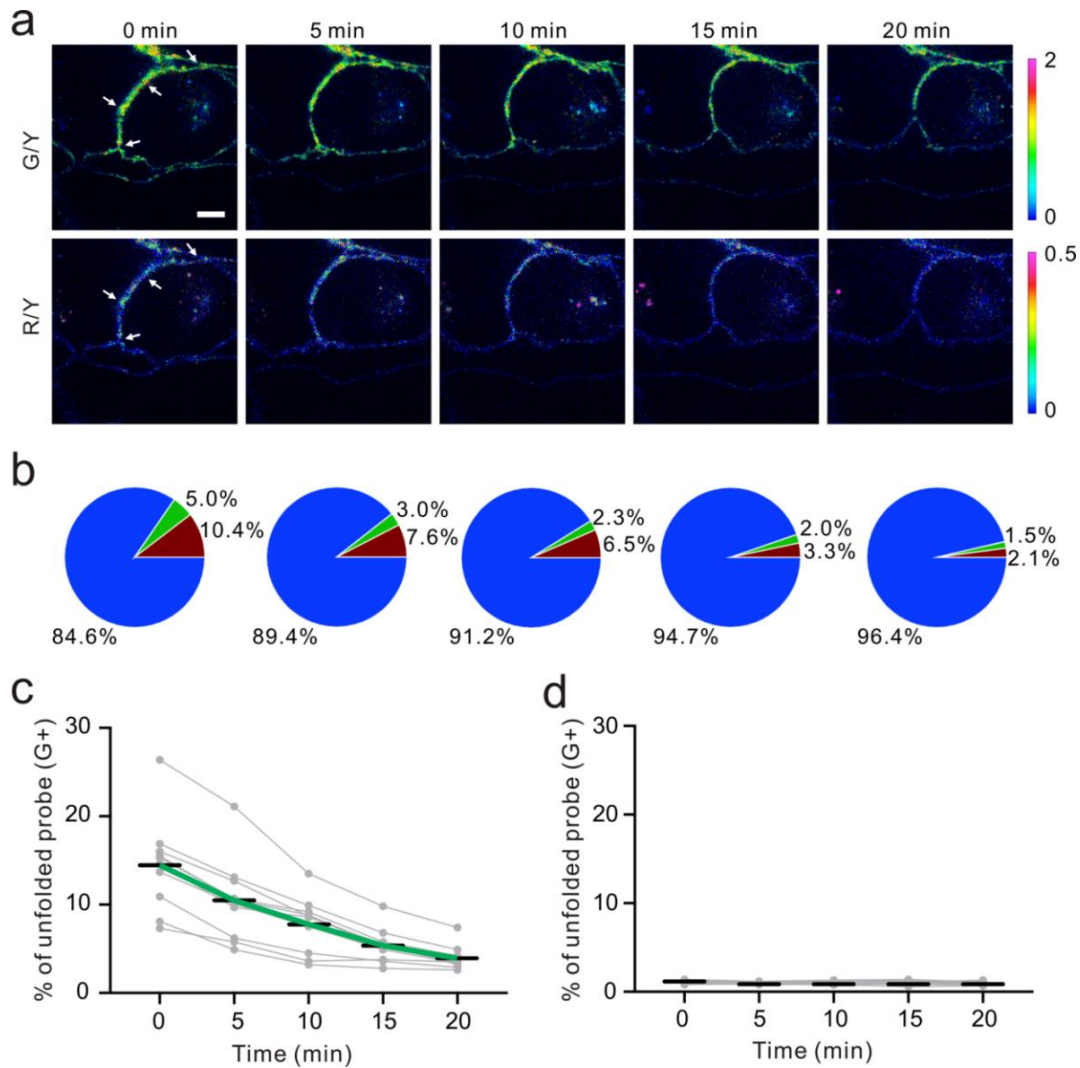 a
0 min 5 min 10 min 15 min 20 min
G/Y
2
0
R/Y
0.5
0
b
5.0%
10.4%
84.6%
3.0%
7.6%
89.4%
2.3%
6.5%
91.2%
2.0%
3.3%
94.7%
1.5%
2.1%
96.4%
c
% of unfolded probe (G+)
30
20
10
0
0 5 10 15 20
Time (min)
d
% of unfolded probe (G+)
30
20
10
0
0 5 10 15 20
Time (min)